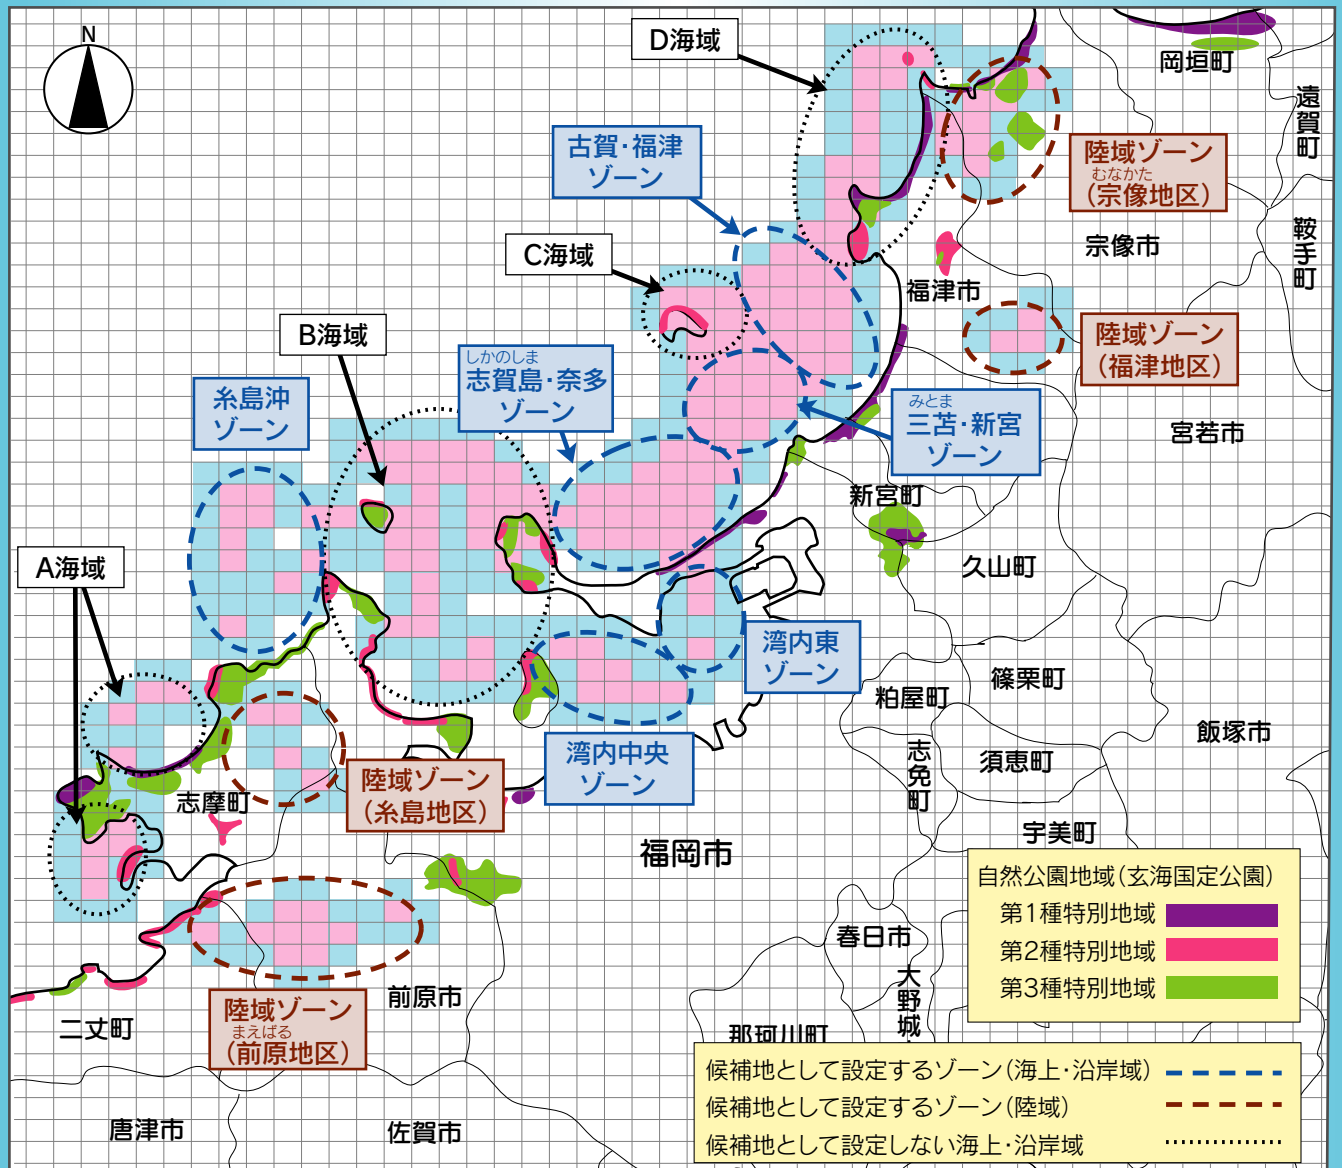 N
D海域
岡垣町
遠賀町
古賀・福津
ゾーン
陸域ゾーン
むなかた
（宗像地区）
C海域
宗像市
鞍手町
福津市
B海域
しかのしま
志賀島・奈多
ゾーン
陸域ゾーン
（福津地区）
糸島沖
ゾーン
みとま
三苫・新宮
ゾーン
宮若市
新宮町
A海域
久山町
湾内東
ゾーン
篠栗町
粕屋町
飯塚市
湾内中央
ゾーン
志免町
須恵町
陸域ゾーン
（糸島地区）
志摩町
宇美町
福岡市
自然公園地域（玄海国定公園）
第1種特別地域
第2種特別地域
第3種特別地域
春日市
大野城
前原市
陸域ゾーン
まえばる
（前原地区）
二丈町
那珂川町
候補地として設定するゾーン（海上・沿岸域）
候補地として設定するゾーン（陸域）
候補地として設定しない海上・沿岸域
唐津市
佐賀市